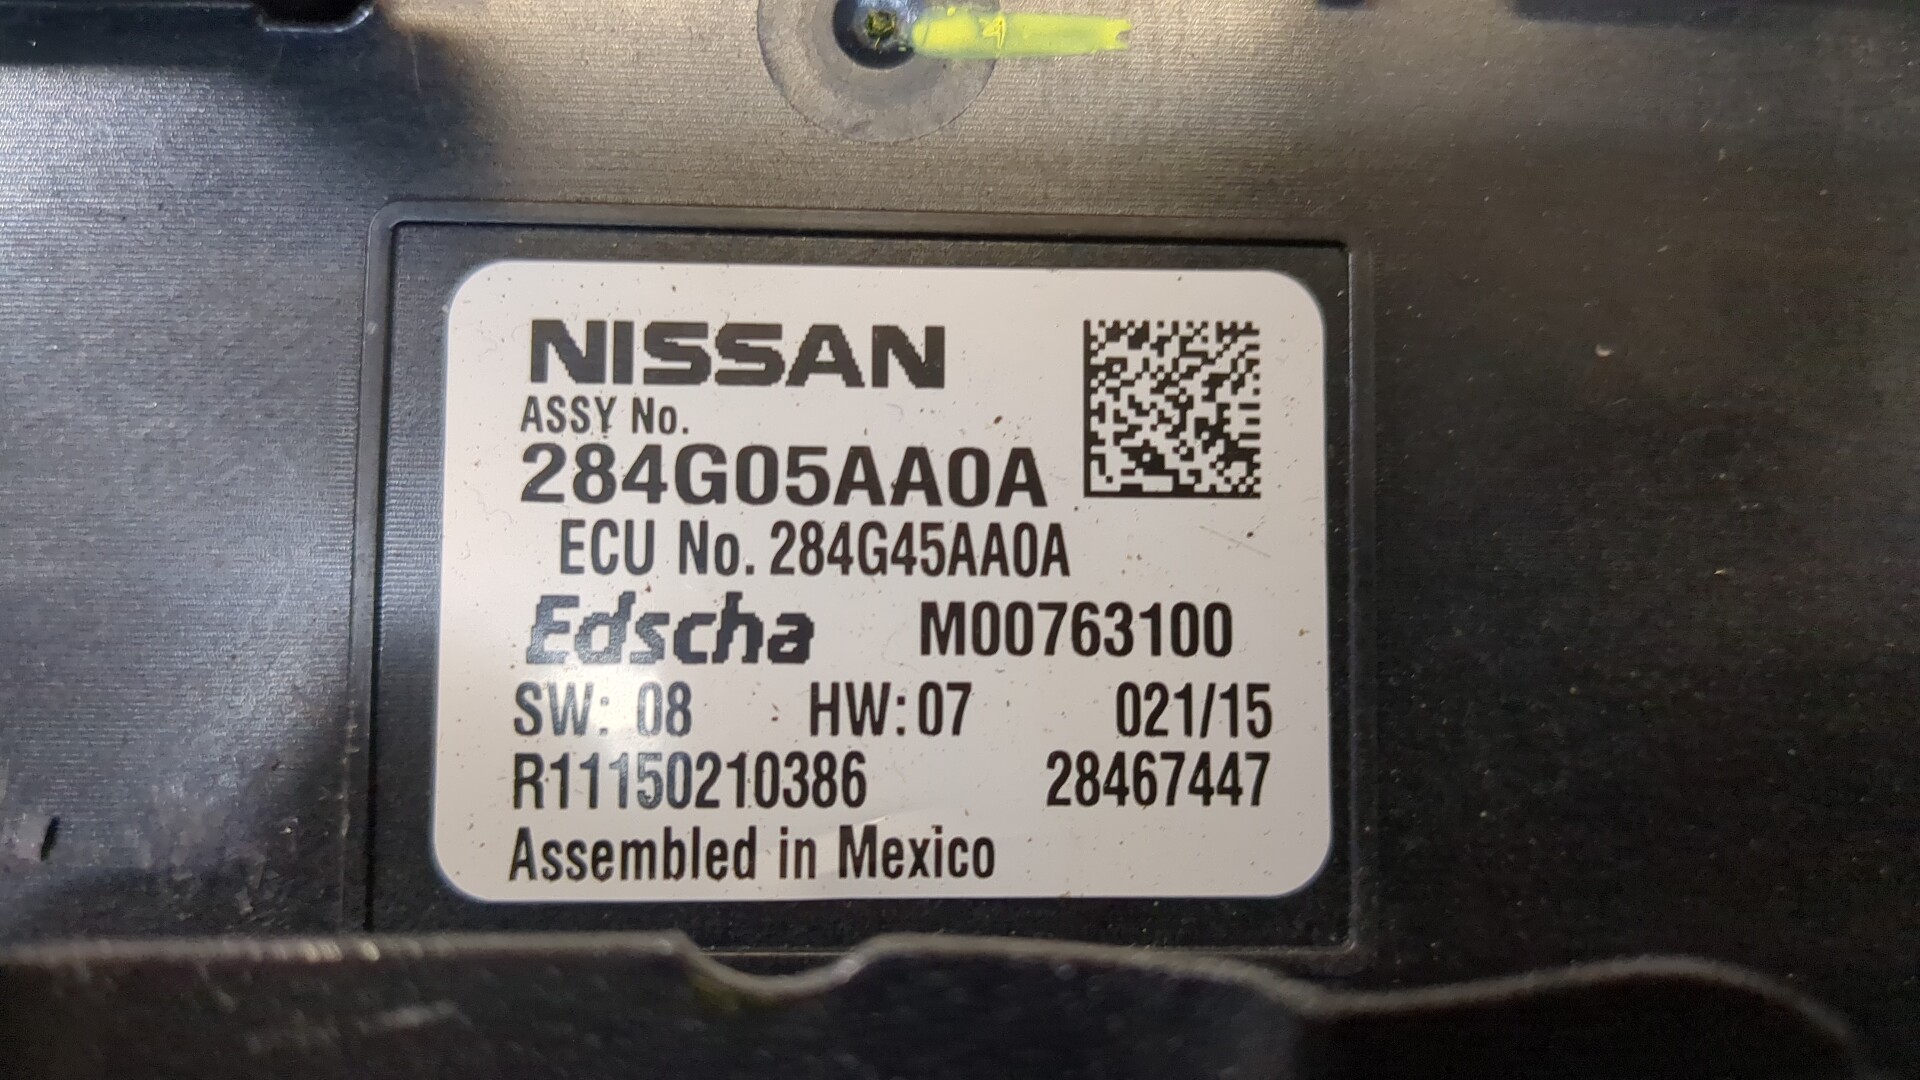 NISSAN
ASSY No.
284G05AA0A
ECU No. 284G45AA0A
Edscha M00763100
SW: 08 HW: 07 021/15
R11150210386 28467447
Assembled in Mexico